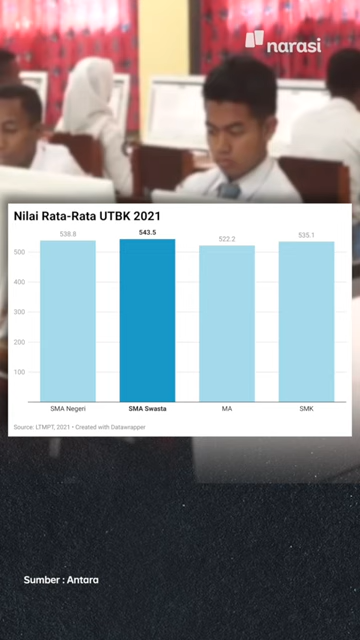 narasi
Nilai Rata-Rata UTBK 2021
538.8
543.5
522.2
535.1
500
400
300
200
100
SMA Negeri
SMA Swasta
MA
SMK
Source: LTMPT, 2021 • Created with Datawrapper
Sumber : Antara